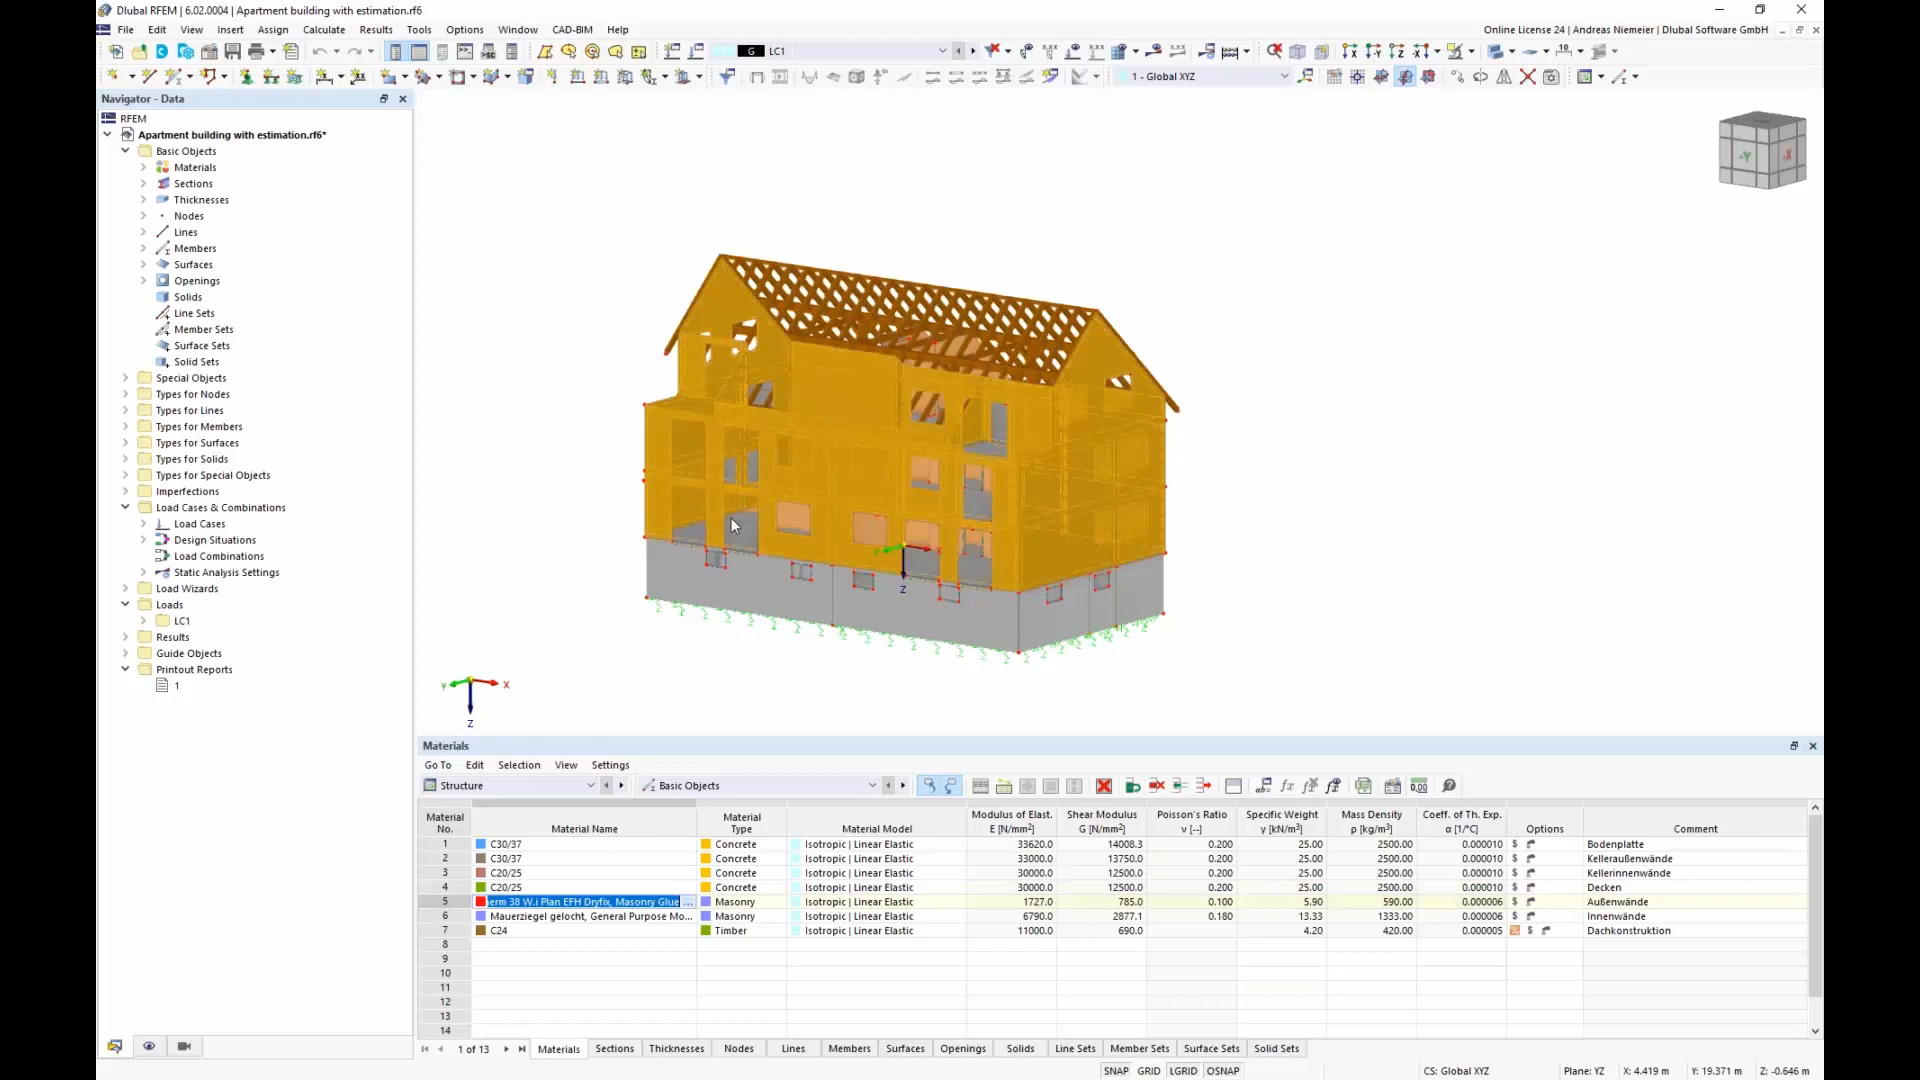 Dlubal RFEM | 6.02.0004 | Apartment building with estimation.rf6*
File Edit View Insert Assign Calculate Results Tools Options Window CAD-BIM Help
Online License 24 | Andreas Niemeier | Dlubal Software GmbH
G LC1
1 - Global XYZ
Navigator - Data
RFEM
Apartment building with estimation.rf6*
Basic Objects
Materials
Sections
Thicknesses
Nodes
Lines
Members
Surfaces
Openings
Solids
Line Sets
Member Sets
Surface Sets
Solid Sets
Special Objects
Types for Nodes
Types for Lines
Types for Members
Types for Surfaces
Types for Solids
Types for Special Objects
Imperfections
Load Cases & Combinations
Load Cases
Design Situations
Load Combinations
Static Analysis Settings
Load Wizards
Loads
LC1
Results
Guide Objects
Printout Reports
1
-Y -X
Y X
Z
Y X
Z
Materials
Go To Edit Selection View Settings
Structure Basic Objects
Material No. Material Name Material Type Material Model Modulus of Elast. E [N/mm²] Shear Modulus G [N/mm²] Poisson's Ratio ν [--] Specific Weight γ [kN/m³] Mass Density ρ [kg/m³] Coeff. of Th. Exp. α [1/°C] Options Comment
1 C30/37 Concrete Isotropic | Linear Elastic 33620.0 14008.3 0.200 25.00 2500.00 0.000010 Bodenplatte
2 C30/37 Concrete Isotropic | Linear Elastic 33000.0 13750.0 0.200 25.00 2500.00 0.000010 Kelleraußenwände
3 C20/25 Concrete Isotropic | Linear Elastic 30000.0 12500.0 0.200 25.00 2500.00 0.000010 Kellerinnenwände
4 C20/25 Concrete Isotropic | Linear Elastic 30000.0 12500.0 0.200 25.00 2500.00 0.000010 Decken
5 erm 38 W.i Plan EFH Dryfix, Masonry Glue ... Masonry Isotropic | Linear Elastic 1727.0 785.0 0.100 5.90 590.00 0.000006 Außenwände
6 Mauerziegel gelocht, General Purpose Mo... Masonry Isotropic | Linear Elastic 6790.0 2877.1 0.180 13.33 1333.00 0.000006 Innenwände
7 C24 Timber Isotropic | Linear Elastic 11000.0 690.0 4.20 420.00 0.000005 Dachkonstruktion
8
9
10
11
12
13
14
1 of 13 Materials Sections Thicknesses Nodes Lines Members Surfaces Openings Solids Line Sets Member Sets Surface Sets Solid Sets
SNAP GRID LGRID OSNAP CS: Global XYZ Plane: YZ X: 4.419 m Y: 19.371 m Z: -0.646 m